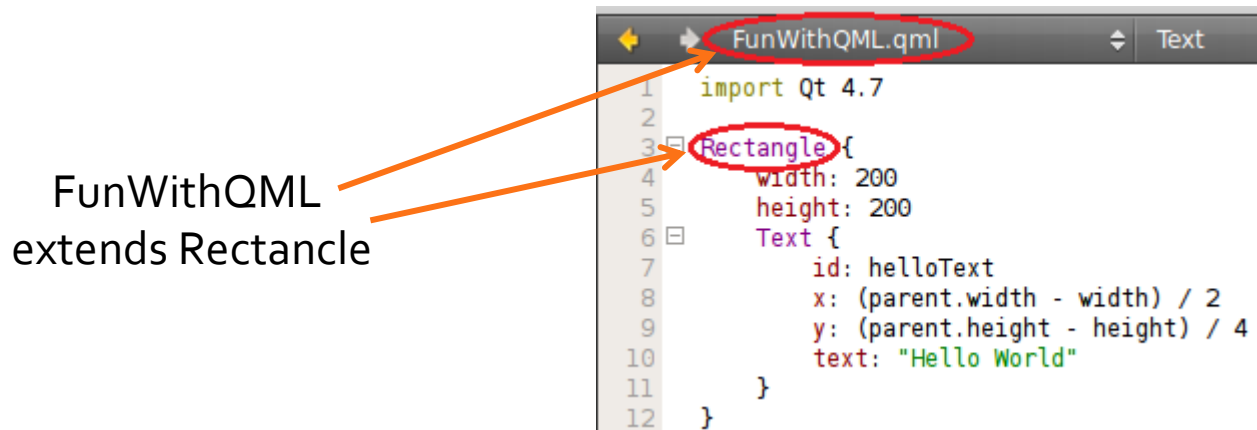 FunWithQML
extends Rectancle
FunWithQML.qml Text
1 import Qt 4.7
2
3 Rectangle {
4 width: 200
5 height: 200
6 Text {
7 id: helloText
8 x: (parent.width - width) / 2
9 y: (parent.height - height) / 4
10 text: "Hello World"
11 }
12 }